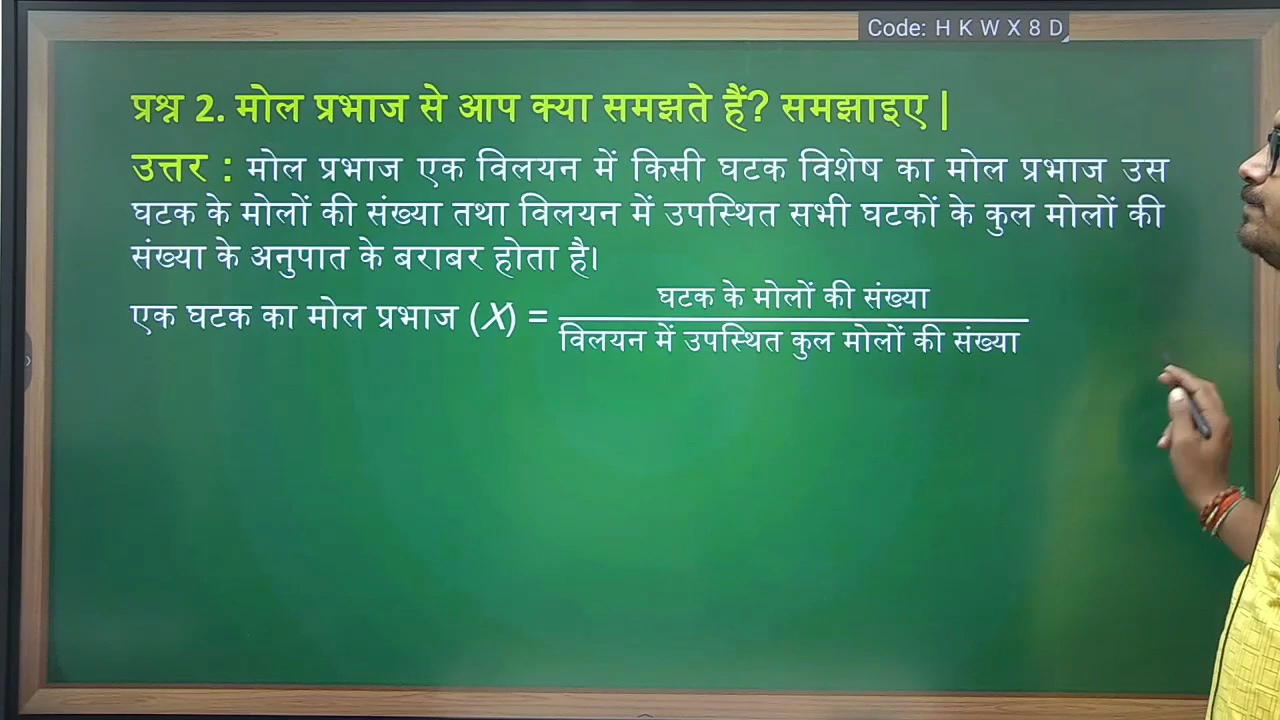 Code: H K W X 8 D
प्रश्न 2. मोल प्रभाज से आप क्या समझते हैं? समझाइए |
उत्तर : मोल प्रभाज एक विलयन में किसी घटक विशेष का मोल प्रभाज उस
घटक के मोलों की संख्या तथा विलयन में उपस्थित सभी घटकों के कुल मोलों की
संख्या के अनुपात के बराबर होता है।
एक घटक का मोल प्रभाज (X) = घटक के मोलों की संख्या
विलयन में उपस्थित कुल मोलों की संख्या